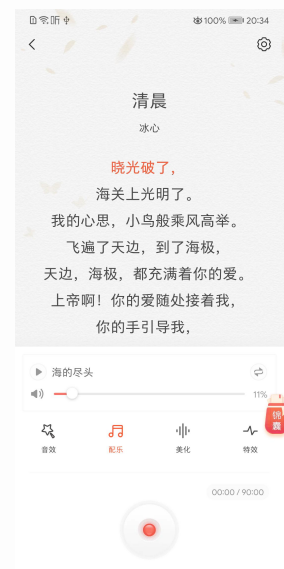 100% 20:34
清晨
冰心
晓光破了，
海关上光明了。
我的心思，小鸟般乘风高举。
飞遍了天边，到了海极，
天边，海极，都充满着你的爱。
上帝啊！你的爱随处接着我，
你的手引导我，
海的尽头
11%
锦囊
音效 配乐 美化 特效
00:00 / 90:00